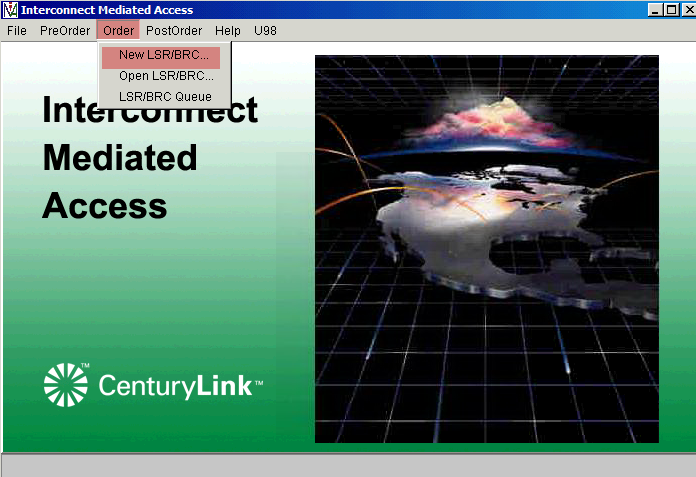 Interconnect Mediated Access
File PreOrder Order PostOrder Help U98
New LSR/BRC...
Open LSR/BRC...
LSR/BRC Queue
Interconnect
Mediated
Access
CenturyLink™